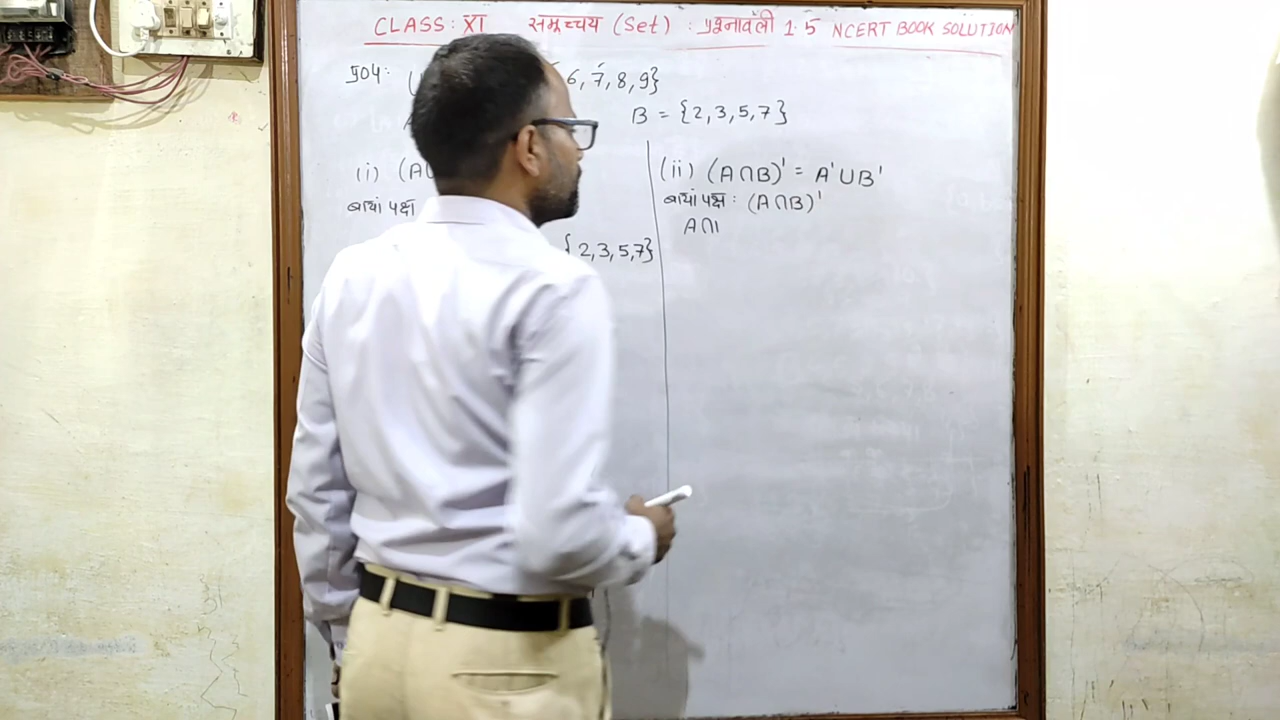 CLASS: XI समुच्चय (Set) : प्रश्नावली 1.5 NCERT BOOK SOLUTION
प्र04: 6, 7, 8, 9}
B = {2, 3, 5, 7}
(i) (A
बायां पक्ष
{2, 3, 5, 7}
(ii) (A∩B)' = A'∪B'
बायां पक्ष : (A∩B)'
A∩